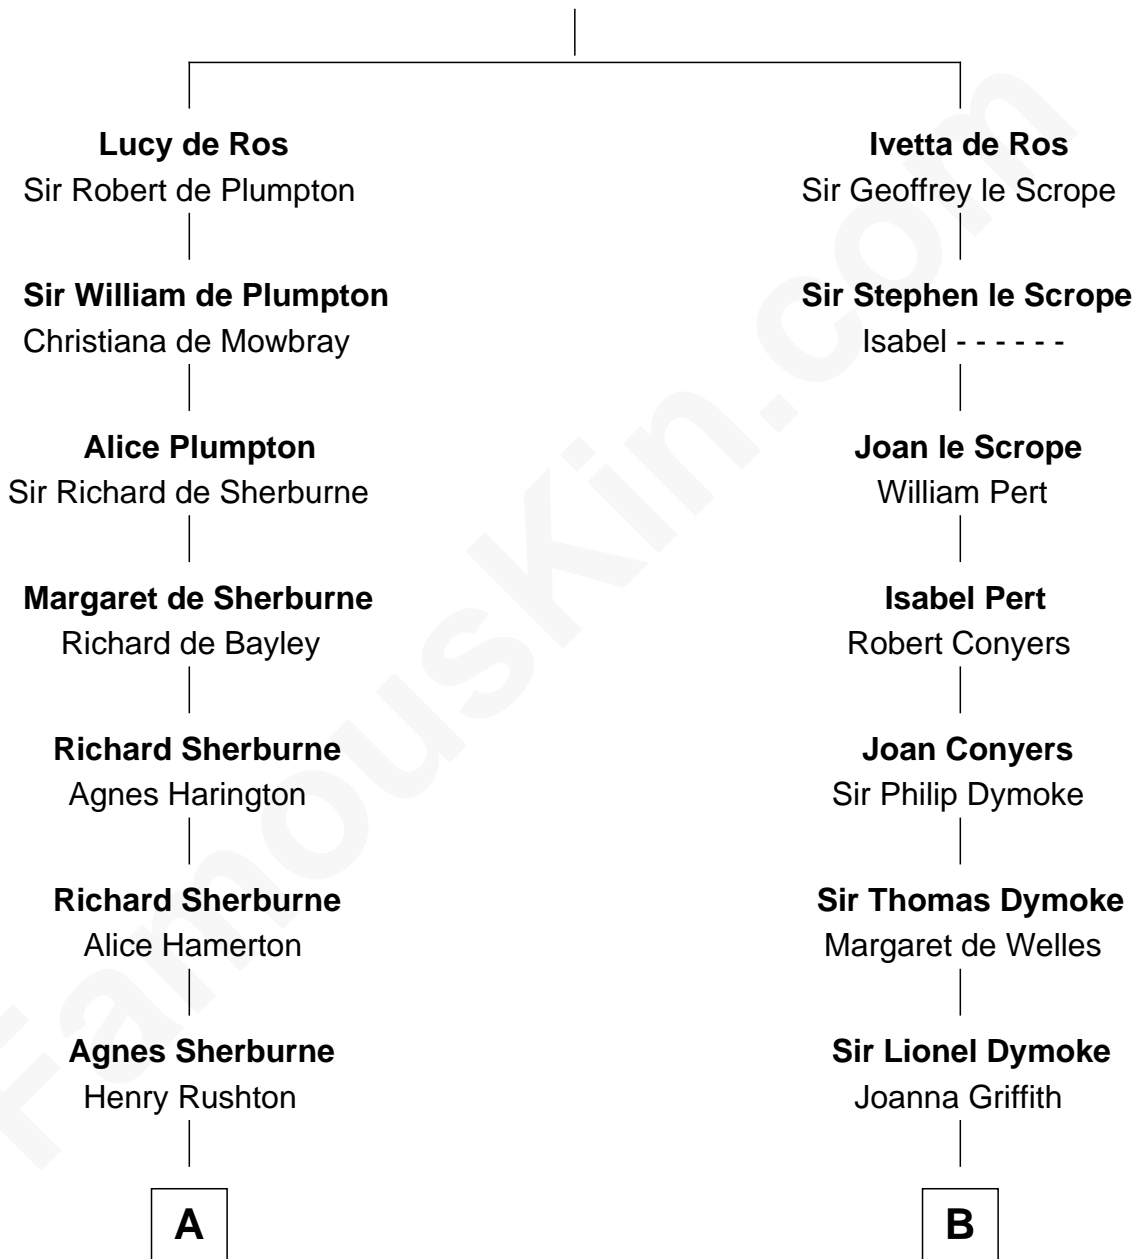 Lucy de Ros
Sir Robert de Plumpton
Sir William de Plumpton
Christiana de Mowbray
Alice Plumpton
Sir Richard de Sherburne
Margaret de Sherburne
Richard de Bayley
Richard Sherburne
Agnes Harington
Richard Sherburne
Alice Hamerton
Agnes Sherburne
Henry Rushton
A
Ivetta de Ros
Sir Geoffrey le Scrope
Sir Stephen le Scrope
Isabel - - - - - -
Joan le Scrope
William Pert
Isabel Pert
Robert Conyers
Joan Conyers
Sir Philip Dymoke
Sir Thomas Dymoke
Margaret de Welles
Sir Lionel Dymoke
Joanna Griffith
B
FamousKin.com